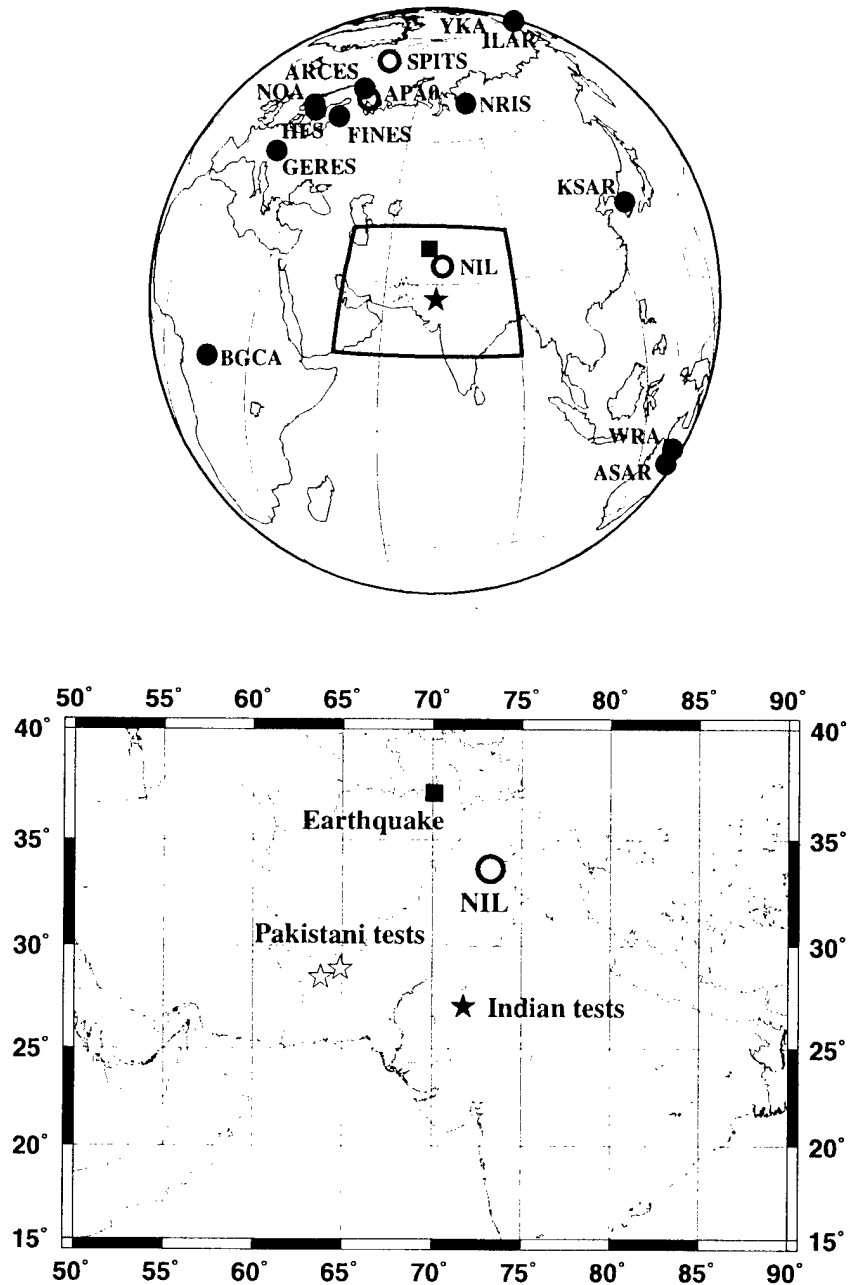 YKA
ILAR
SPITS
ARCES
NOA
APA0
NRIS
HFS
FINES
GERES
KSAR
NIL
BGCA
WRA
ASAR
50° 55° 60° 65° 70° 75° 80° 85° 90°
40° 40°
Earthquake
35° 35°
NIL
Pakistani tests
30° 30°
Indian tests
25° 25°
20° 20°
15° 15°
50° 55° 60° 65° 70° 75° 80° 85° 90°